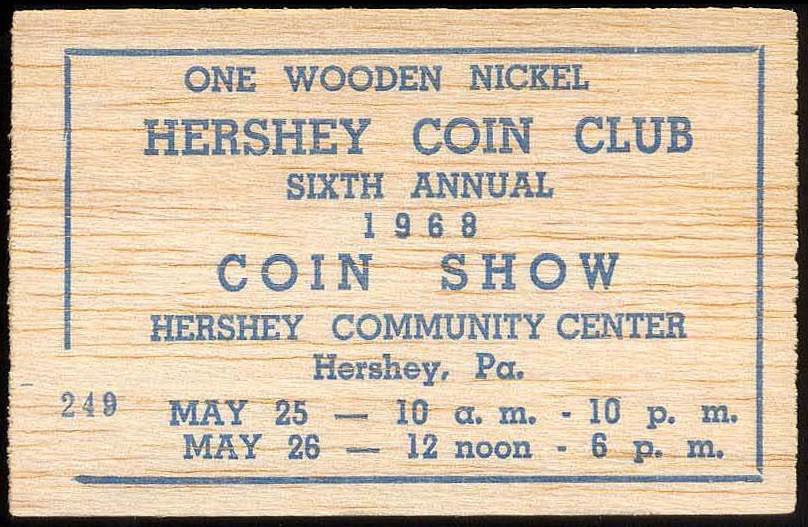 ONE WOODEN NICKEL
HERSHEY COIN CLUB
SIXTH ANNUAL
1968
COIN SHOW
HERSHEY COMMUNITY CENTER
Hershey, Pa.
249
MAY 25 — 10 a. m. - 10 p. m.
MAY 26 — 12 noon - 6 p. m.